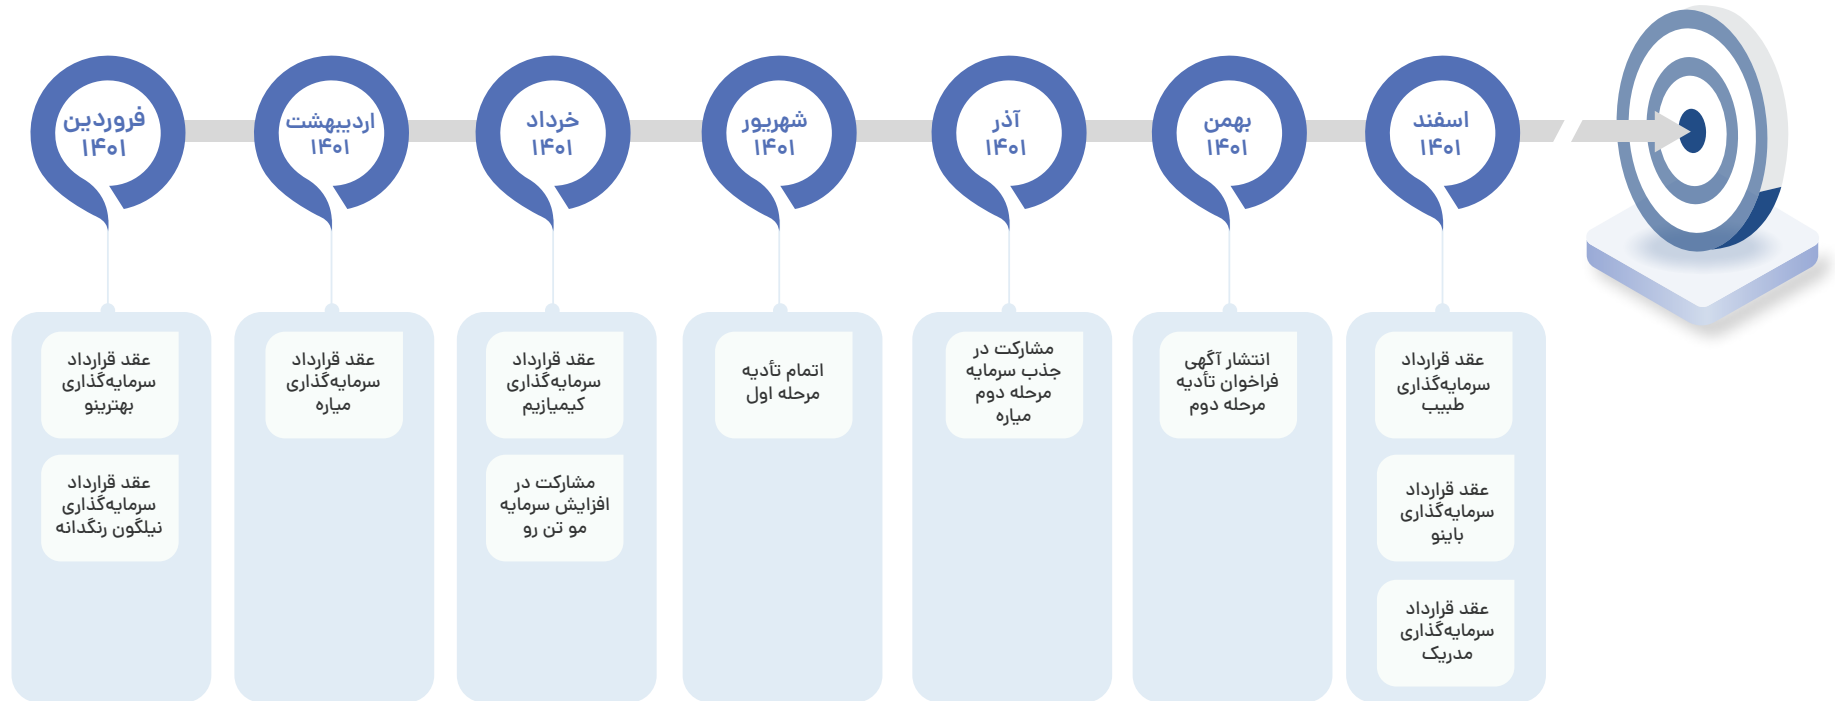 فروردین
۱۴۰۱
عقد قرارداد
سرمایه‌گذاری
بهترینو
عقد قرارداد
سرمایه‌گذاری
نیلگون رنگدانه
اردیبهشت
۱۴۰۱
عقد قرارداد
سرمایه‌گذاری
میاره
خرداد
۱۴۰۱
عقد قرارداد
سرمایه‌گذاری
کیمیازیم
مشارکت در
افزایش سرمایه
مو تن رو
شهریور
۱۴۰۱
اتمام تأدیه
مرحله اول
آذر
۱۴۰۱
مشارکت در
جذب سرمایه
مرحله دوم
میاره
بهمن
۱۴۰۱
انتشار آگهی
فراخوان تأدیه
مرحله دوم
اسفند
۱۴۰۱
عقد قرارداد
سرمایه‌گذاری
طبیب
عقد قرارداد
سرمایه‌گذاری
باینو
عقد قرارداد
سرمایه‌گذاری
مدریک